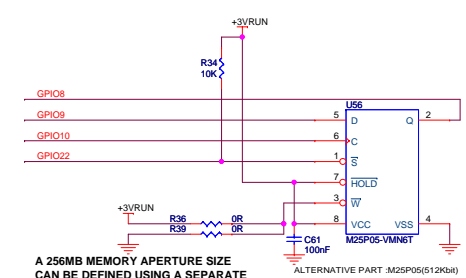 +3VRUN
R34
10K
GPIO8
GPIO9
GPIO10
GPIO22
U56
5 D Q 2
6 C
1 S
7 HOLD
3 W
8 VCC VSS 4
M25P05-VMN6T
+3VRUN
R36 0R
R39 0R
C61
100nF
A 256MB MEMORY APERTURE SIZE
CAN BE DEFINED USING A SEPARATE
ALTERNATIVE PART :M25P05(512Kbit)